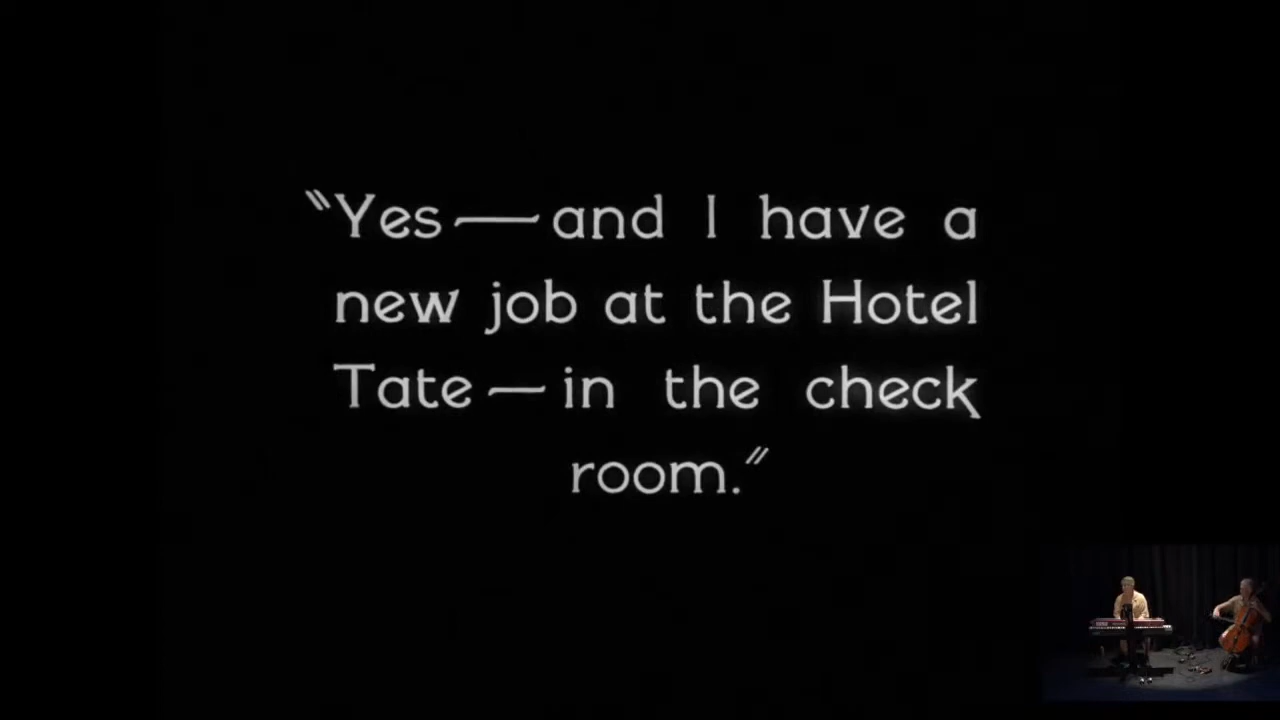 "Yes — and I have a
new job at the Hotel
Tate — in the check
room."